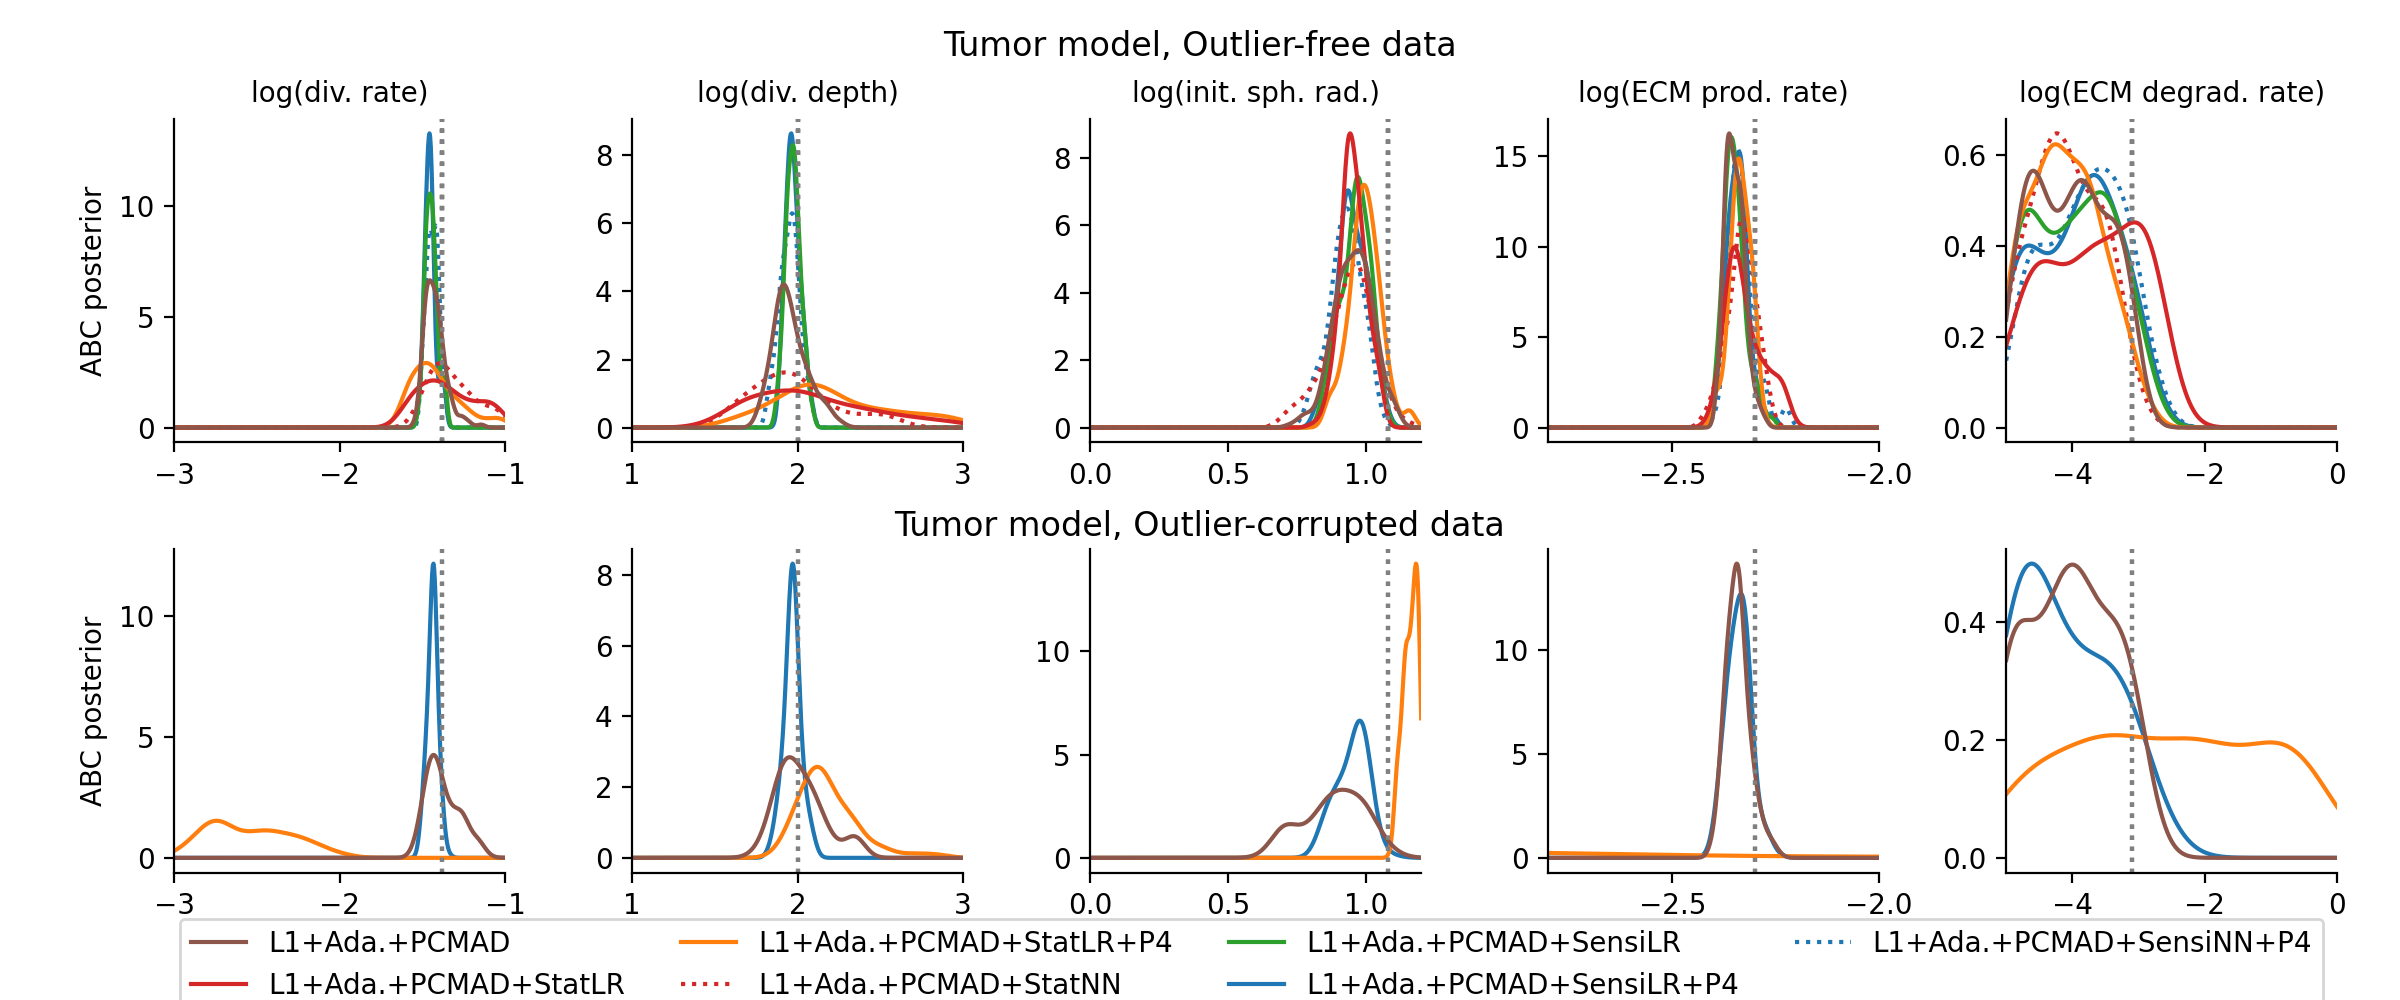 Tumor model, Outlier-free data
log(div. rate) log(div. depth) log(init. sph. rad.) log(ECM prod. rate) log(ECM degrad. rate)
ABC posterior
10
5
0
−3 −2 −1
8
6
4
2
0
1 2 3
8
6
4
2
0
0.0 0.5 1.0
15
10
5
0
−2.5 −2.0
0.6
0.4
0.2
0.0
−4 −2 0
Tumor model, Outlier-corrupted data
ABC posterior
10
5
0
−3 −2 −1
8
6
4
2
0
1 2 3
10
5
0
0.0 0.5 1.0
10
5
0
−2.5 −2.0
0.4
0.2
0.0
−4 −2 0
L1+Ada.+PCMAD L1+Ada.+PCMAD+StatLR+P4 L1+Ada.+PCMAD+SensiLR L1+Ada.+PCMAD+SensiNN+P4
L1+Ada.+PCMAD+StatLR L1+Ada.+PCMAD+StatNN L1+Ada.+PCMAD+SensiLR+P4